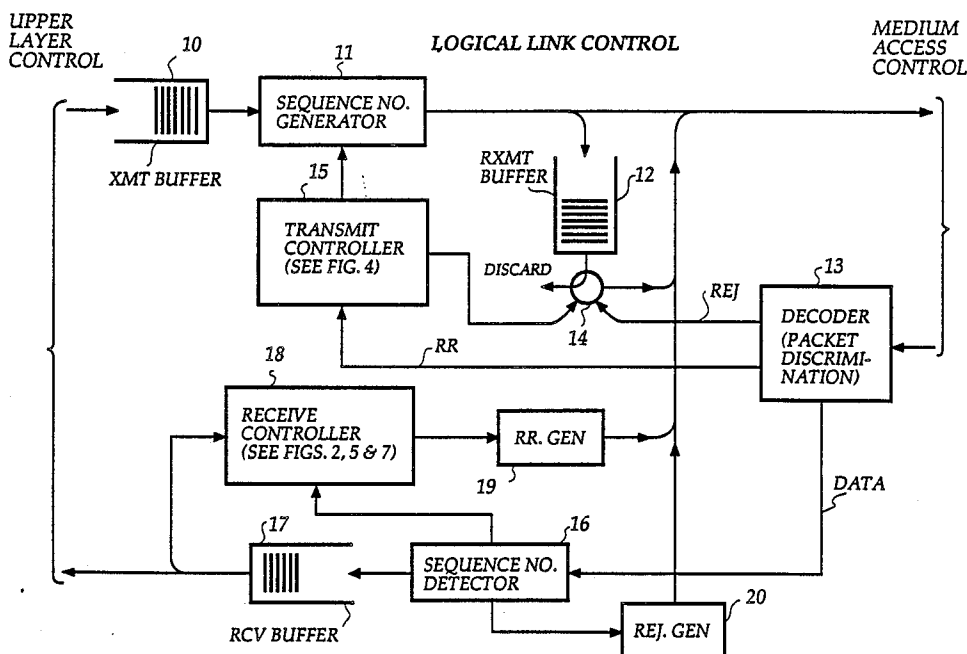 UPPER
LAYER
CONTROL
LOGICAL LINK CONTROL
MEDIUM
ACCESS
CONTROL
10
XMT BUFFER
11
SEQUENCE NO.
GENERATOR
RXMT
BUFFER
12
15
TRANSMIT
CONTROLLER
(SEE FIG. 4)
DISCARD
14
REJ
RR
13
DECODER
(PACKET
DISCRIMI-
NATION)
18
RECEIVE
CONTROLLER
(SEE FIGS. 2, 5 & 7)
RR. GEN
19
DATA
17
RCV BUFFER
16
SEQUENCE NO.
DETECTOR
20
REJ. GEN